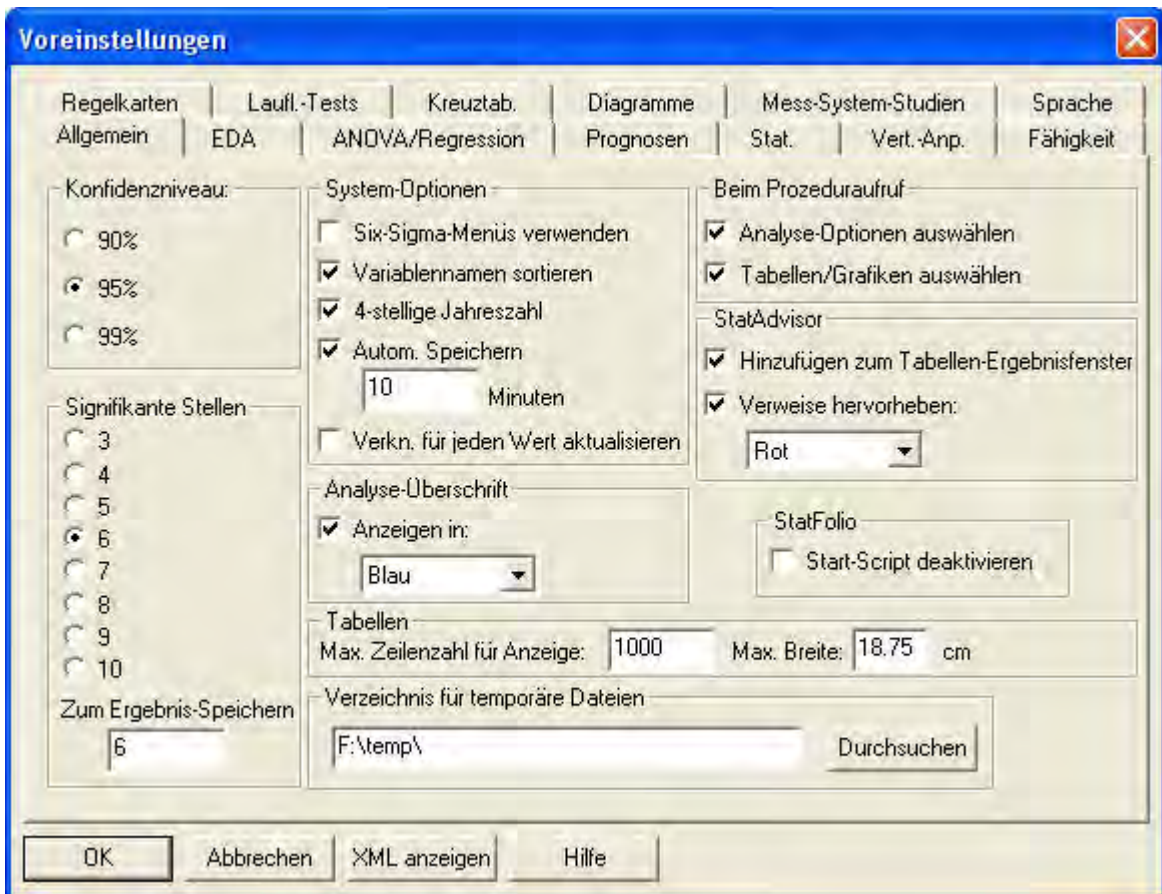 Voreinstellungen
Regelkarten
Laufl.-Tests
Kreuztab.
Diagramme
Mess-System-Studien
Sprache
Allgemein
EDA
ANOVA/Regression
Prognosen
Stat.
Vert.-Anp.
Fähigkeit
Konfidenzniveau:
90%
95%
99%
Signifikante Stellen
3
4
5
6
7
8
9
10
Zum Ergebnis-Speichern
6
System-Optionen
Six-Sigma-Menüs verwenden
Variablennamen sortieren
4-stellige Jahreszahl
Autom. Speichern
10 Minuten
Verkn. für jeden Wert aktualisieren
Analyse-Überschrift
Anzeigen in:
Blau
Beim Prozeduraufruf
Analyse-Optionen auswählen
Tabellen/Grafiken auswählen
StatAdvisor
Hinzufügen zum Tabellen-Ergebnisfenster
Verweise hervorheben:
Rot
StatFolio
Start-Script deaktivieren
Tabellen
Max. Zeilenzahl für Anzeige: 1000 Max. Breite: 18.75 cm
Verzeichnis für temporäre Dateien
F:\temp\
Durchsuchen
OK
Abbrechen
XML anzeigen
Hilfe